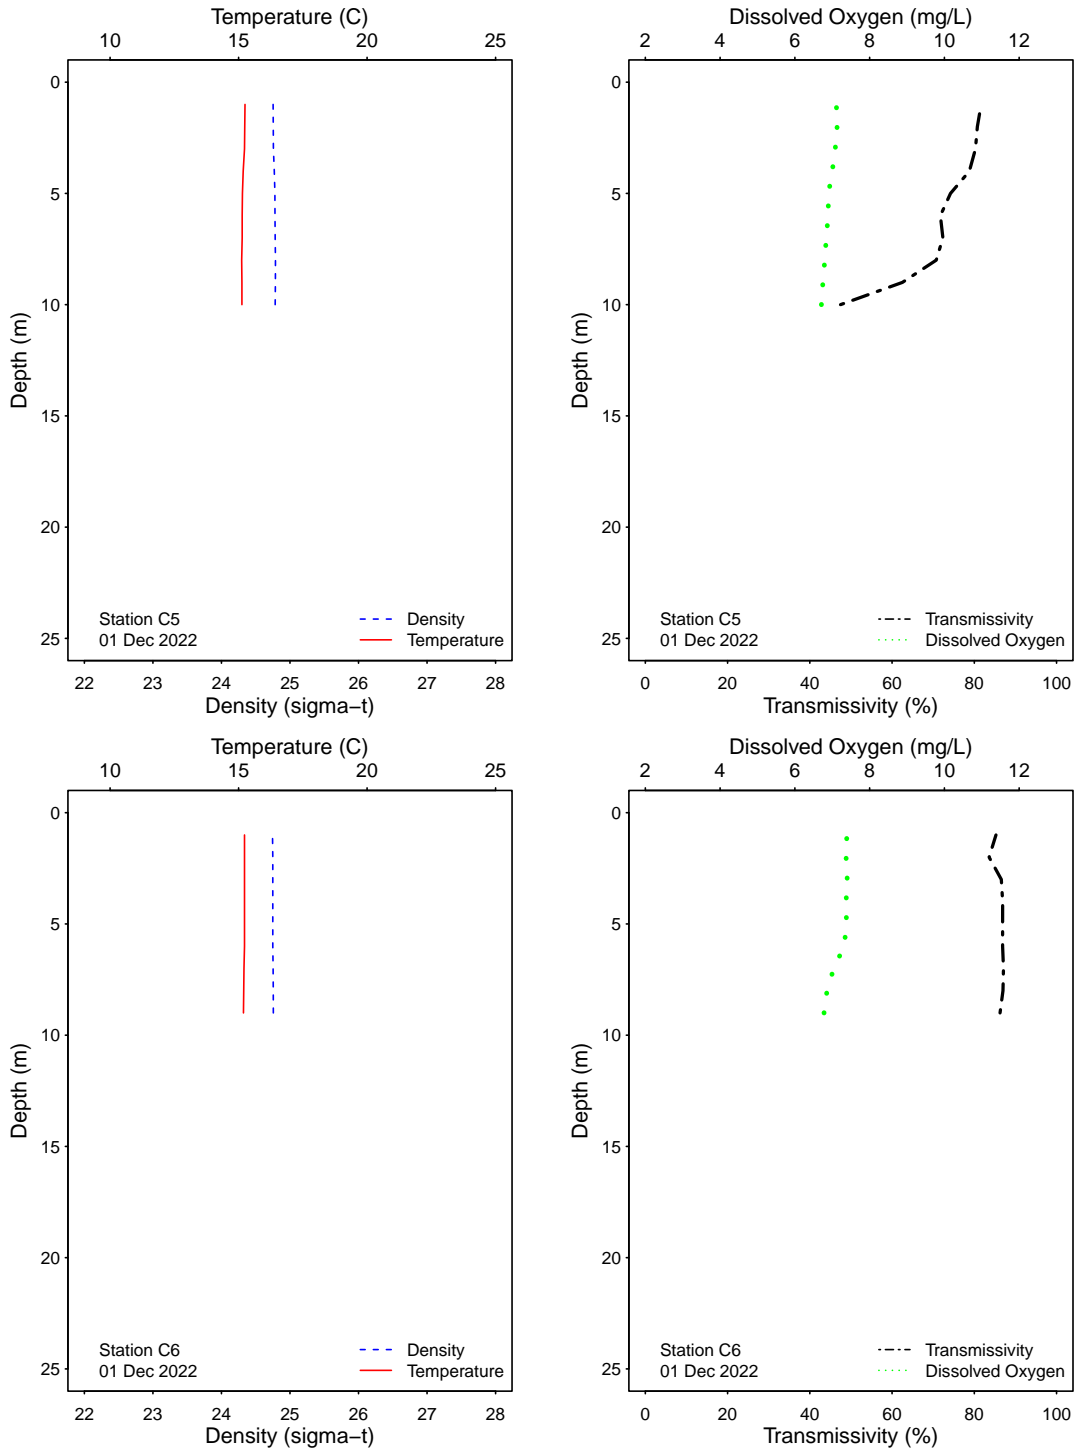 Temperature (C)
10 15 20 25
0
5
10
15
20
25
Depth (m)
Station C5
01 Dec 2022
Density
Temperature
22 23 24 25 26 27 28
Density (sigma−t)
Dissolved Oxygen (mg/L)
2 4 6 8 10 12
0
5
10
15
20
25
Depth (m)
Station C5
01 Dec 2022
Transmissivity
Dissolved Oxygen
0 20 40 60 80 100
Transmissivity (%)
Temperature (C)
10 15 20 25
0
5
10
15
20
25
Depth (m)
Station C6
01 Dec 2022
Density
Temperature
22 23 24 25 26 27 28
Density (sigma−t)
Dissolved Oxygen (mg/L)
2 4 6 8 10 12
0
5
10
15
20
25
Depth (m)
Station C6
01 Dec 2022
Transmissivity
Dissolved Oxygen
0 20 40 60 80 100
Transmissivity (%)